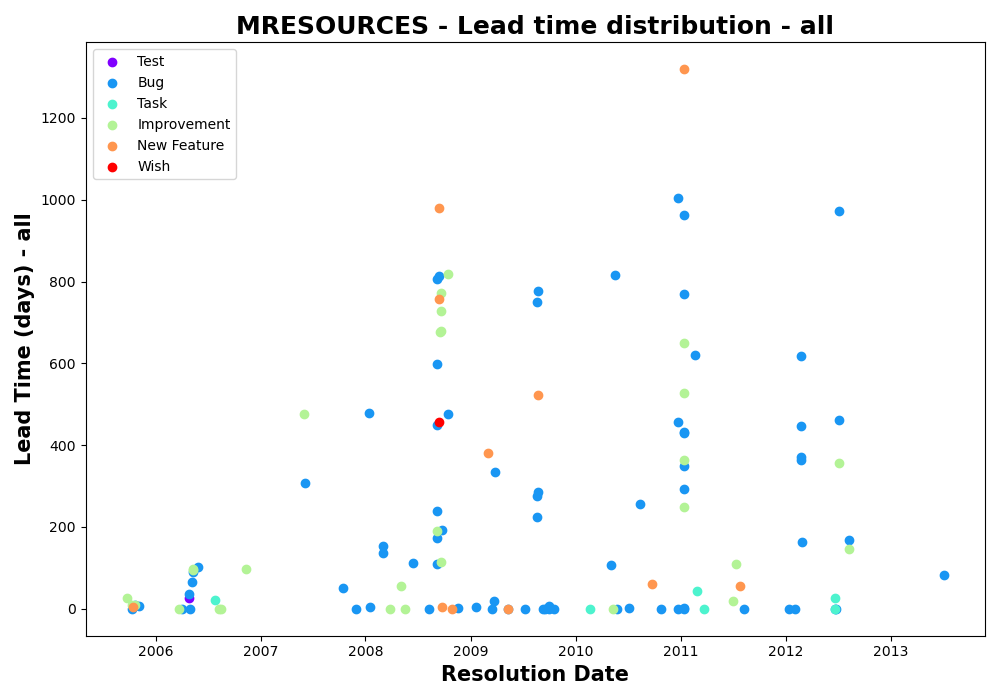 MRESOURCES - Lead time distribution - all
Test
Bug
Task
Improvement
New Feature
Wish
Lead Time (days) - all
1200
1000
800
600
400
200
0
2006 2007 2008 2009 2010 2011 2012 2013
Resolution Date